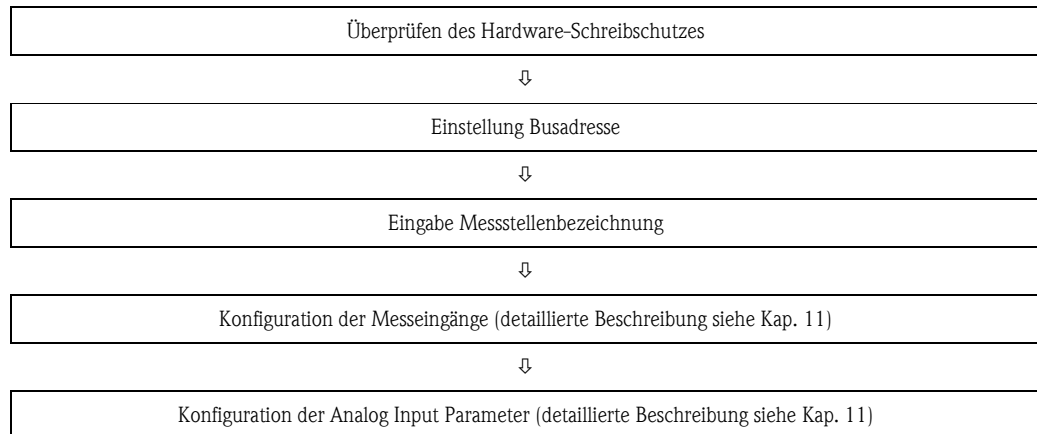 Überprüfen des Hardware-Schreibschutzes
⇩
Einstellung Busadresse
⇩
Eingabe Messstellenbezeichnung
⇩
Konfiguration der Messeingänge (detaillierte Beschreibung siehe Kap. 11)
⇩
Konfiguration der Analog Input Parameter (detaillierte Beschreibung siehe Kap. 11)